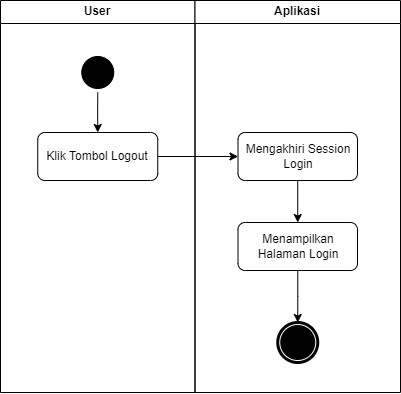 User
Aplikasi
Klik Tombol Logout
Mengakhiri Session
Login
Menampilkan
Halaman Login